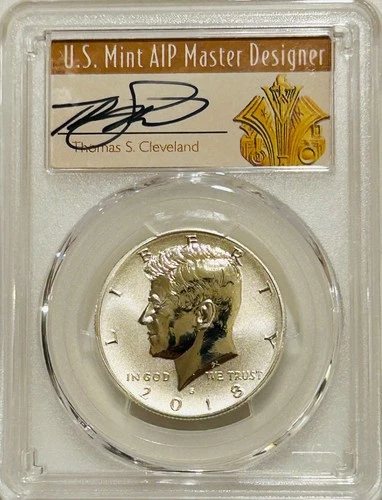 U.S. Mint AIP Master Designer
Thomas S. Cleveland
LIBERTY
IN GOD WE TRUST
2018